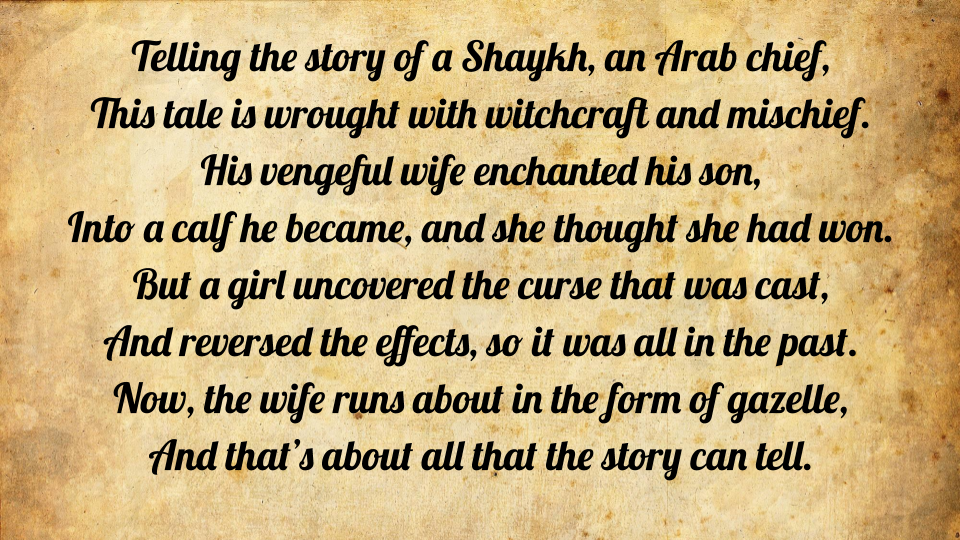 Telling the story of a Shaykh, an Arab chief,
This tale is wrought with witchcraft and mischief.
His vengeful wife enchanted his son,
Into a calf he became, and she thought she had won.
But a girl uncovered the curse that was cast,
And reversed the effects, so it was all in the past.
Now, the wife runs about in the form of gazelle,
And that’s about all that the story can tell.